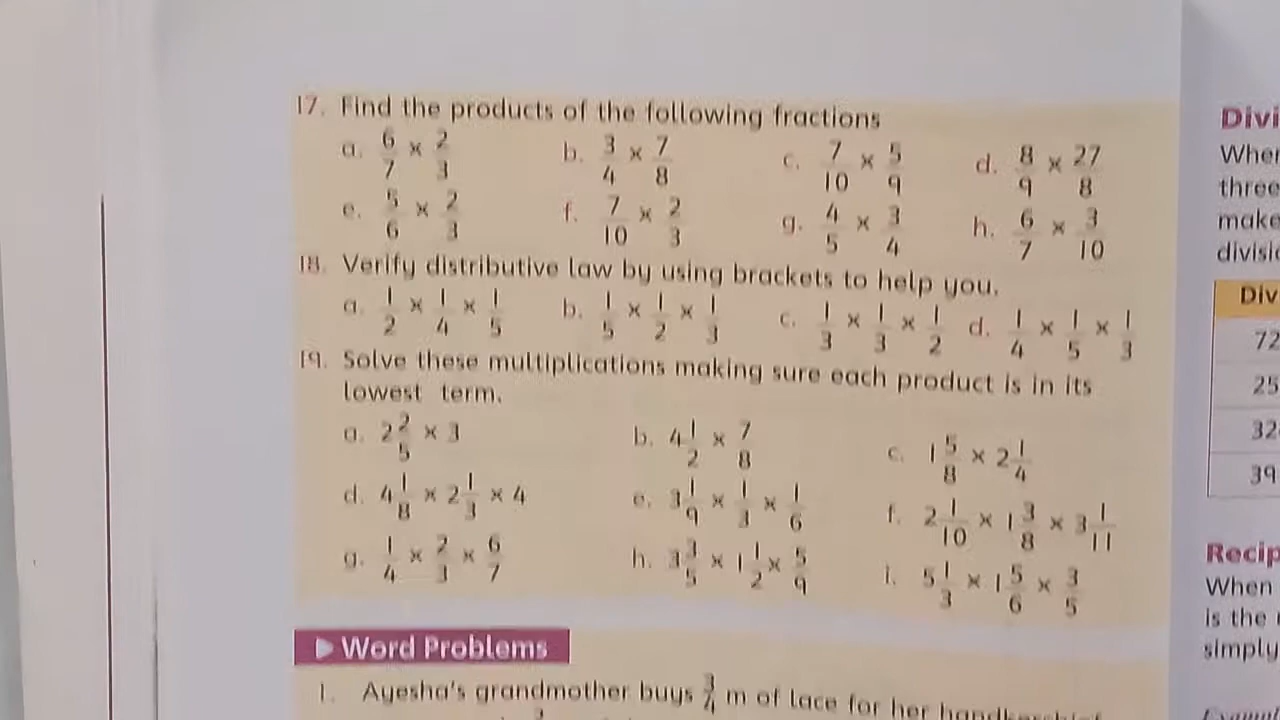 17. Find the products of the following fractions
a. 6/7 × 2/3 b. 3/4 × 7/8 c. 7/10 × 5/9 d. 8/9 × 27/8
e. 5/6 × 2/3 f. 7/10 × 2/3 g. 4/5 × 3/4 h. 6/7 × 3/10
18. Verify distributive law by using brackets to help you.
a. 1/2 × 1/4 × 1/5 b. 1/5 × 1/2 × 1/3 c. 1/3 × 1/3 × 1/2 d. 1/4 × 1/5 × 1/3
19. Solve these multiplications making sure each product is in its
lowest term.
a. 2 2/5 × 3 b. 4 1/2 × 7/8 c. 1 5/8 × 2 1/4
d. 4 1/8 × 2 1/3 × 4 e. 3 1/9 × 1/3 × 1/6 f. 2 1/10 × 1 3/8 × 3 1/11
g. 1/4 × 2/3 × 6/7 h. 3 3/5 × 1 1/2 × 5/9 i. 5 1/3 × 1 5/6 × 3/5
Word Problems
1. Ayesha's grandmother buys 3/4 m of lace for her
Divi
When
three
make
divisi
Div
72
25
32
39
Recip
When
is the
simply